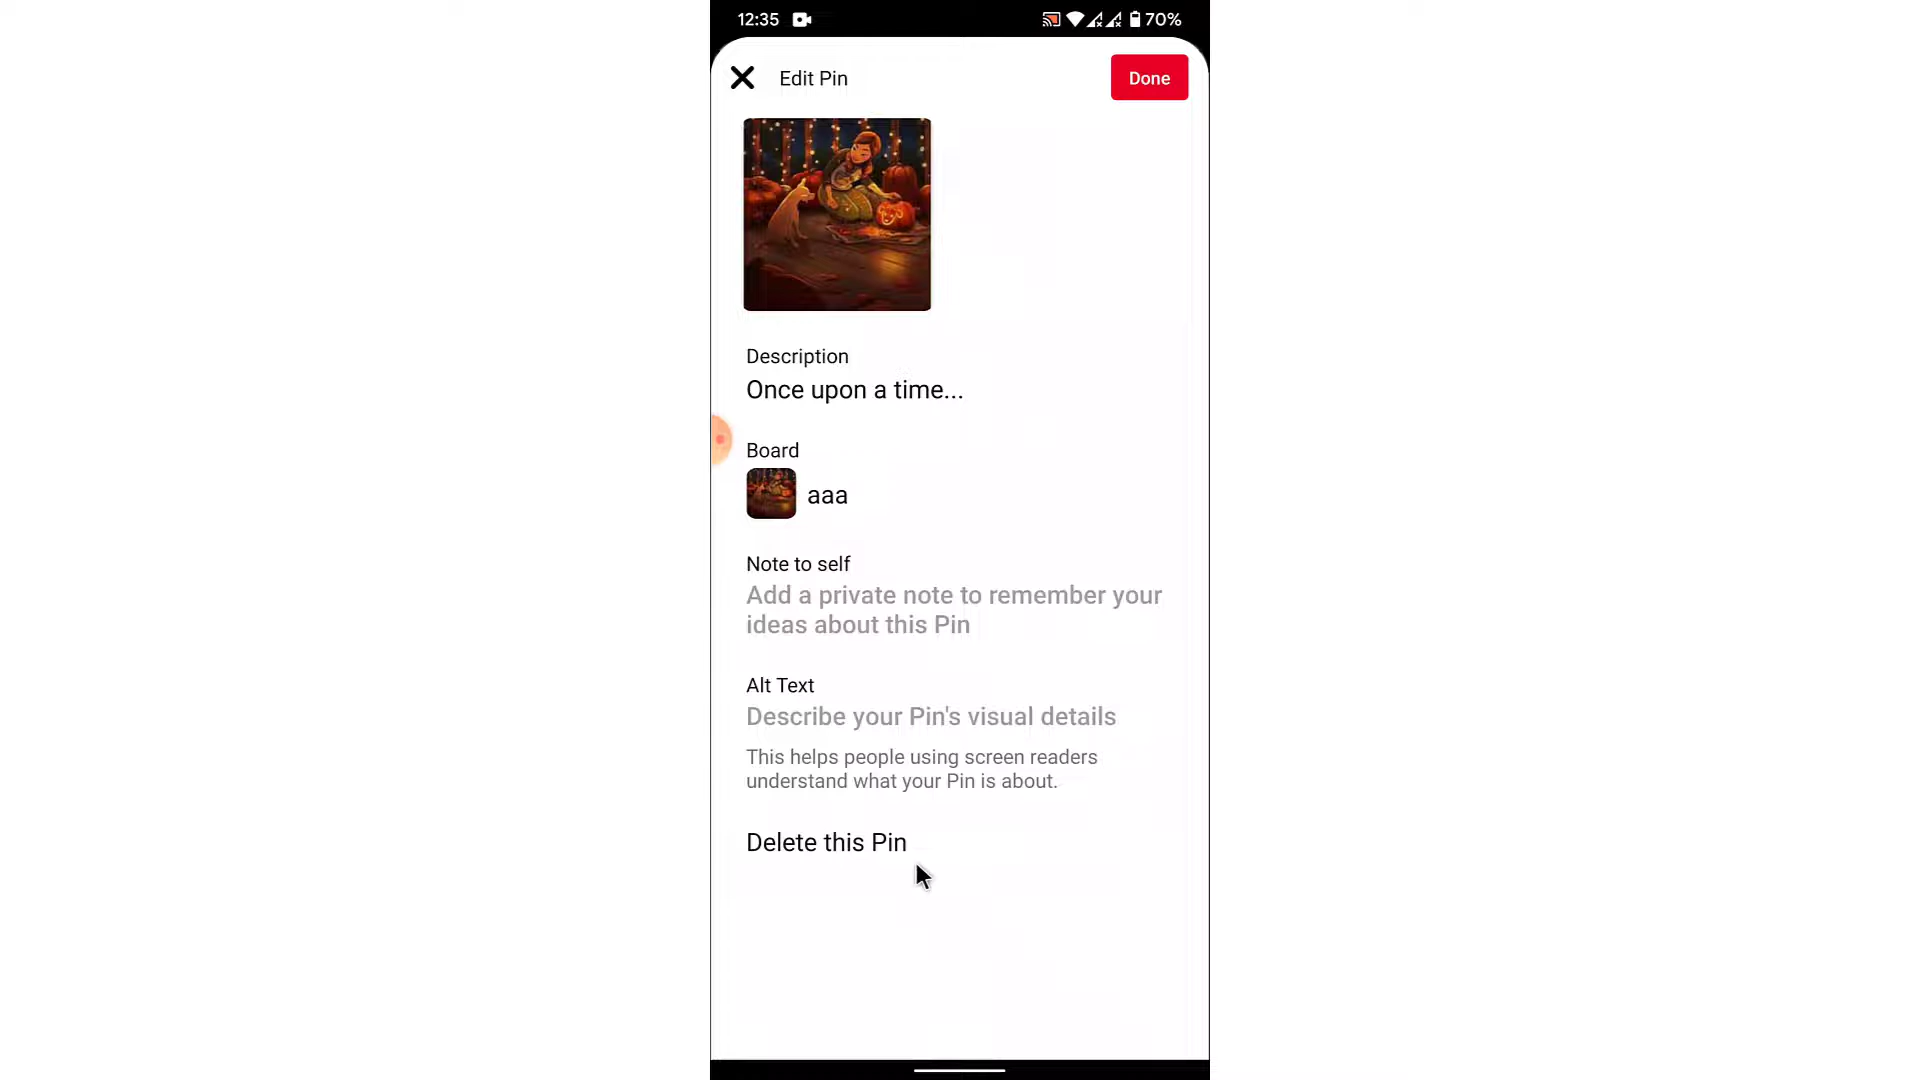 12:35
70%
Edit Pin
Done
Description
Once upon a time...
Board
aaa
Note to self
Add a private note to remember your
ideas about this Pin
Alt Text
Describe your Pin's visual details
This helps people using screen readers
understand what your Pin is about.
Delete this Pin